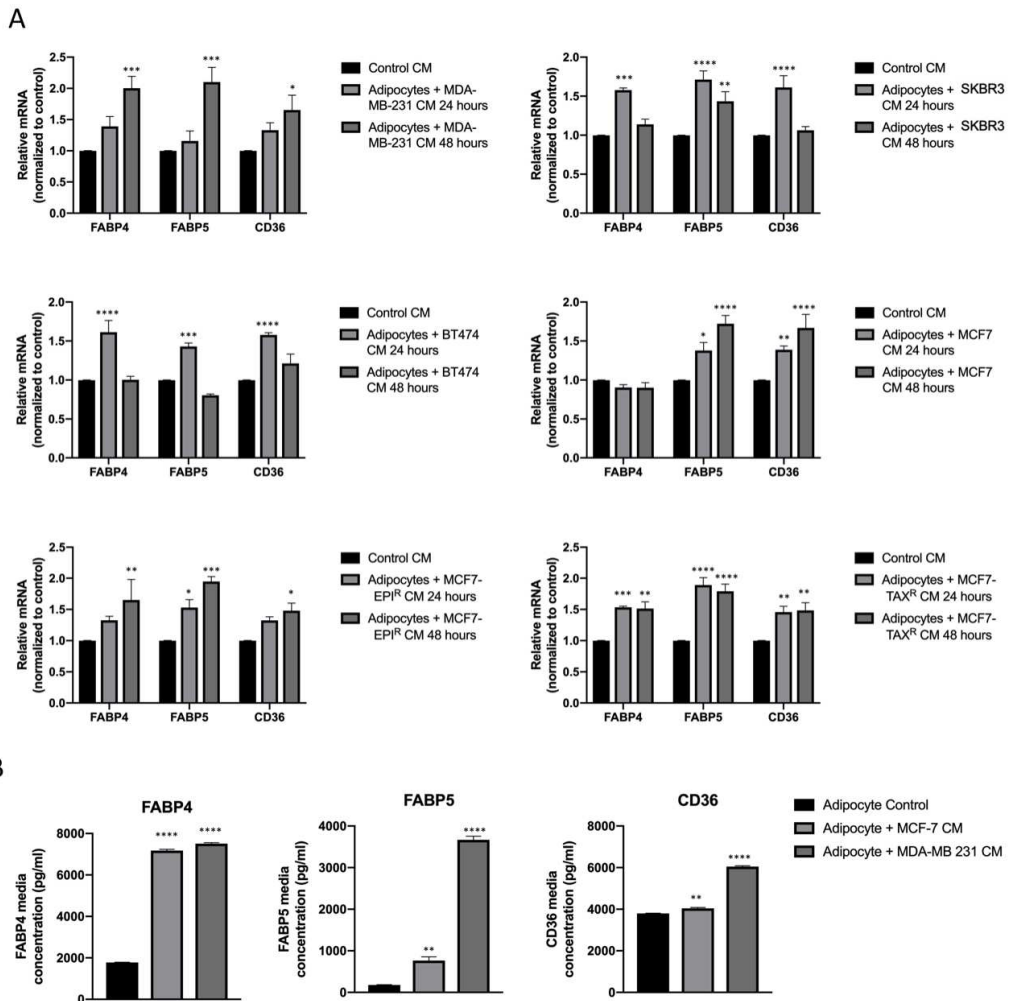 A
Relative mRNA
(normalized to control)
2.5
2.0
1.5
1.0
0.5
0.0
***
***
*
FABP4
FABP5
CD36
Control CM
Adipocytes + MDA-
MB-231 CM 24 hours
Adipocytes + MDA-
MB-231 CM 48 hours
Relative mRNA
(normalized to control)
2.0
1.5
1.0
0.5
0.0
***
****
**
****
FABP4
FABP5
CD36
Control CM
Adipocytes + SKBR3
CM 24 hours
Adipocytes + SKBR3
CM 48 hours
Relative mRNA
(normalized to control)
2.0
1.5
1.0
0.5
0.0
****
***
****
FABP4
FABP5
CD36
Control CM
Adipocytes + BT474
CM 24 hours
Adipocytes + BT474
CM 48 hours
Relative mRNA
(normalized to control)
2.0
1.5
1.0
0.5
0.0
*
****
**
****
FABP4
FABP5
CD36
Control CM
Adipocytes + MCF7
CM 24 hours
Adipocytes + MCF7
CM 48 hours
Relative mRNA
(normalized to control)
2.5
2.0
1.5
1.0
0.5
0.0
**
*
***
*
FABP4
FABP5
CD36
Control CM
Adipocytes + MCF7-
EPIᴿ CM 24 hours
Adipocytes + MCF7-
EPIᴿ CM 48 hours
Relative mRNA
(normalized to control)
2.5
2.0
1.5
1.0
0.5
0.0
***
**
****
****
**
**
FABP4
FABP5
CD36
Control CM
Adipocytes + MCF7-
TAXᴿ CM 24 hours
Adipocytes + MCF7-
TAXᴿ CM 48 hours
B
FABP4
FABP4 media
concentration (pg/ml)
8000
6000
4000
2000
0
****
****
FABP5
FABP5 media
concentration (pg/ml)
4000
3000
2000
1000
0
**
****
CD36
CD36 media
concentration (pg/ml)
8000
6000
4000
2000
0
**
****
Adipocyte Control
Adipocyte + MCF-7 CM
Adipocyte + MDA-MB 231 CM